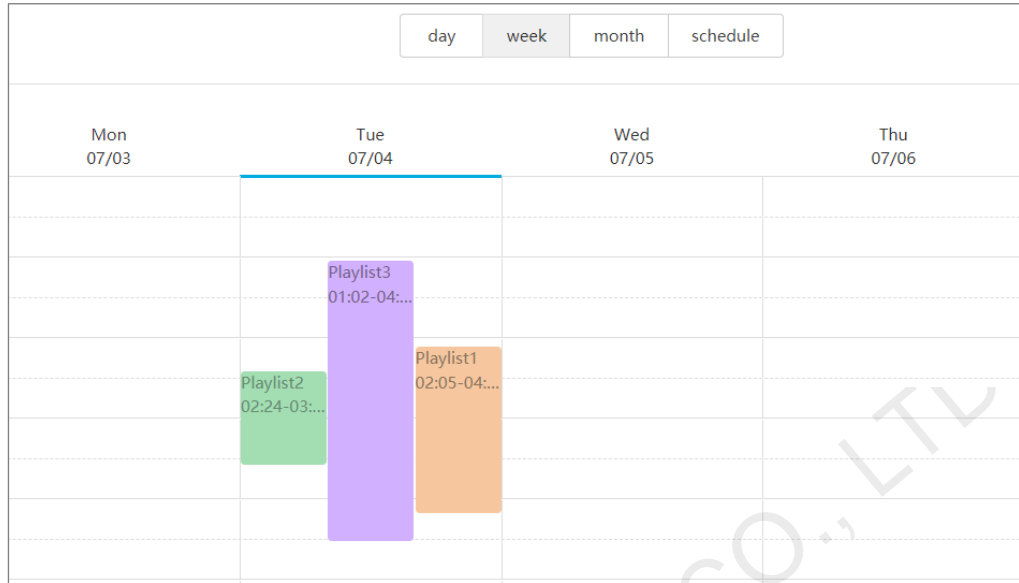 day week month schedule
Mon Tue Wed Thu
07/03 07/04 07/05 07/06
Playlist3
01:02-04:...
Playlist1
02:05-04:...
Playlist2
02:24-03:...
CO., LTD